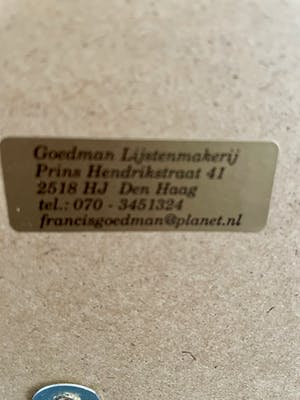 Goedman Lijstenmakerij
Prins Hendrikstraat 41
2518 HJ Den Haag
tel.: 070 - 3451324
francisgoedman@planet.nl